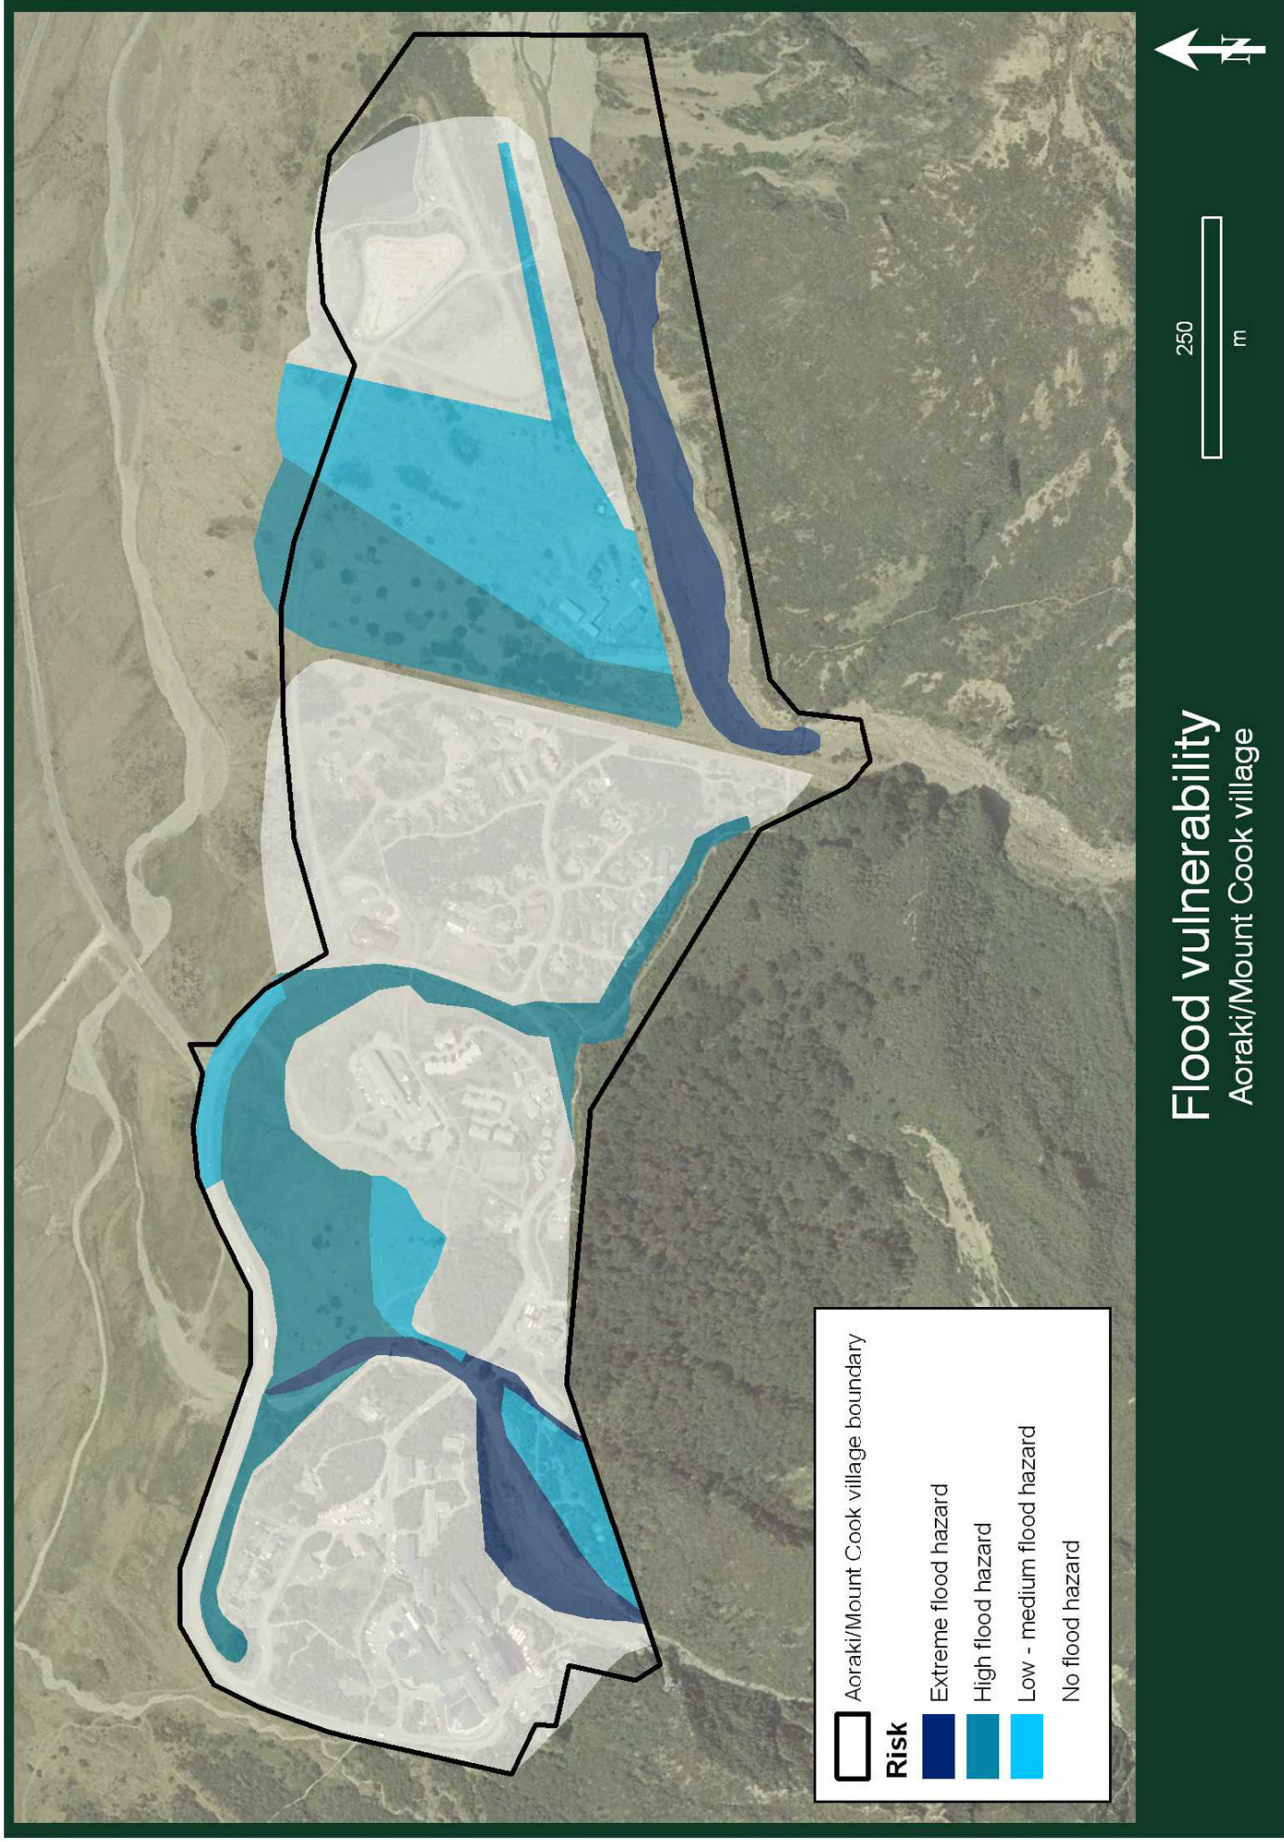 Flood vulnerability
Aoraki/Mount Cook village
Aoraki/Mount Cook village boundary
Risk
Extreme flood hazard
High flood hazard
Low - medium flood hazard
No flood hazard
250
m
N